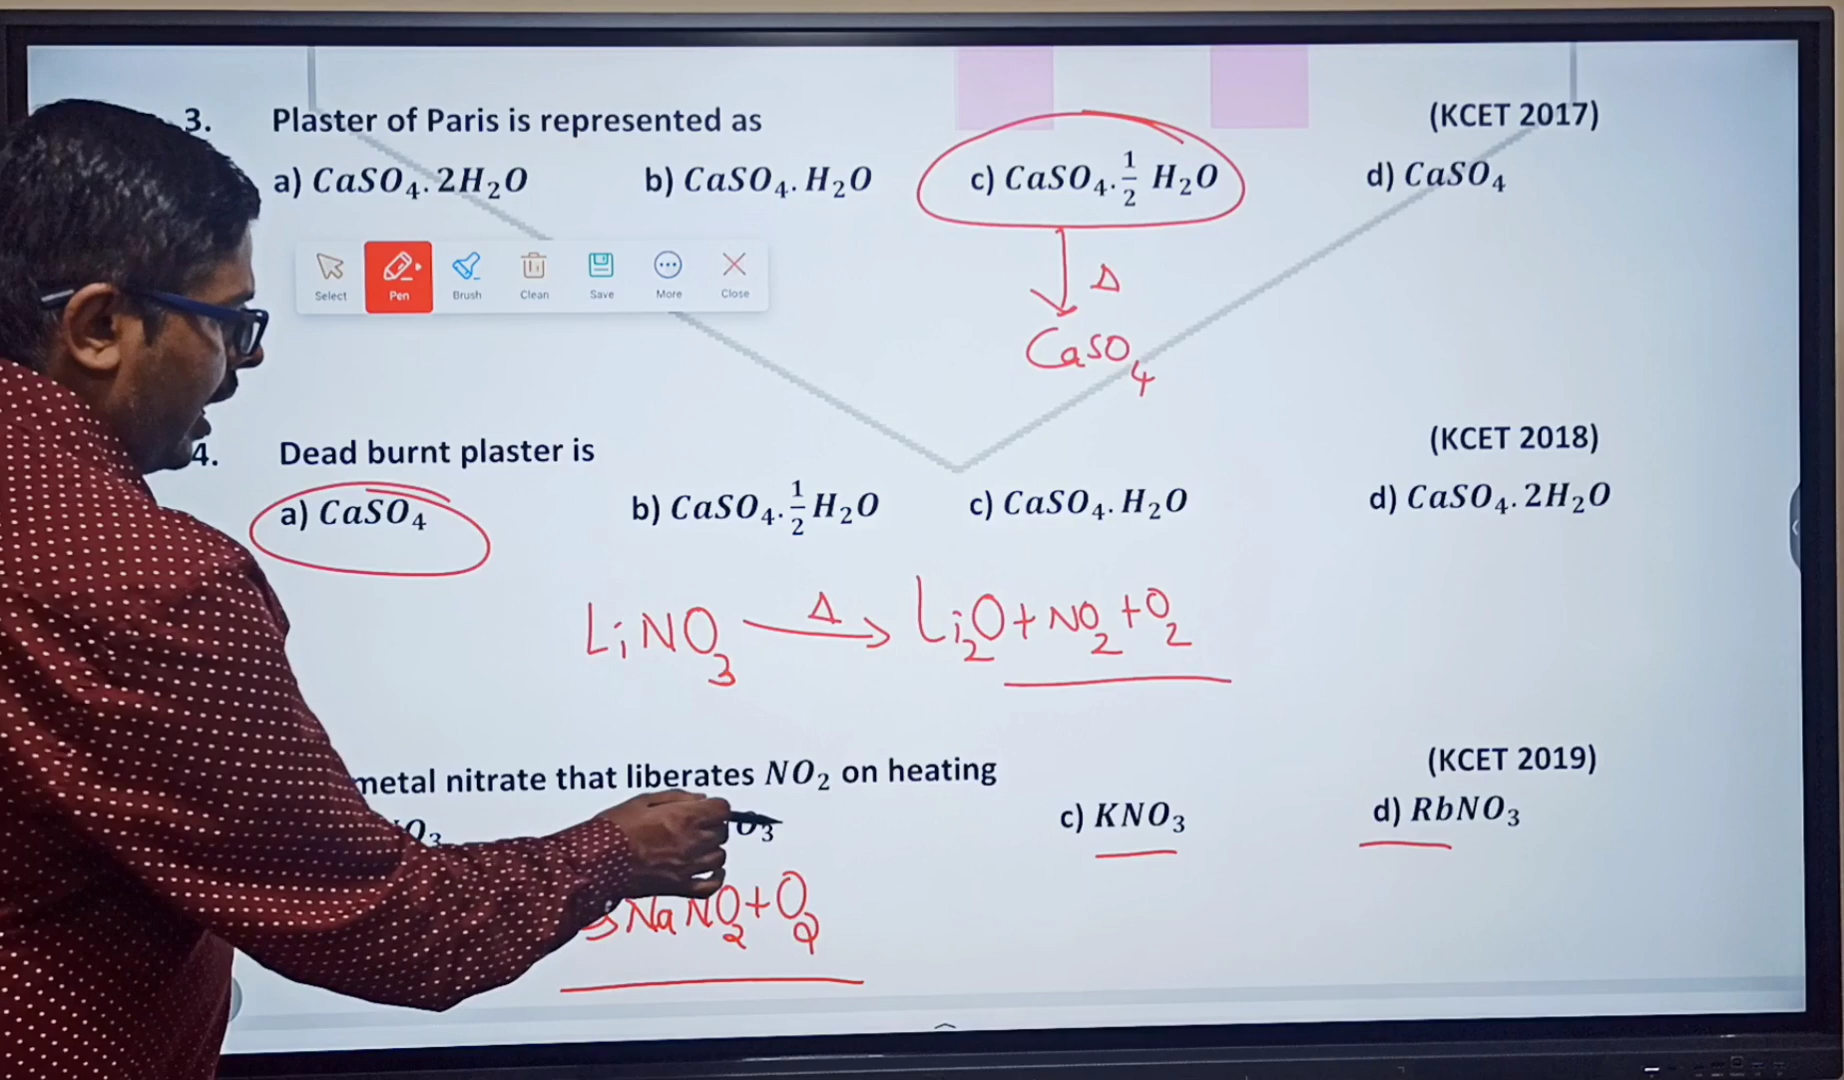 3. Plaster of Paris is represented as (KCET 2017)
a) CaSO₄.2H₂O b) CaSO₄.H₂O c) CaSO₄.½ H₂O d) CaSO₄
Select Pen Brush Clean Save More Close
Δ
CaSO₄
4. Dead burnt plaster is (KCET 2018)
a) CaSO₄ b) CaSO₄.½H₂O c) CaSO₄.H₂O d) CaSO₄.2H₂O
LiNO₃ —Δ→ Li₂O + NO₂ + O₂
metal nitrate that liberates NO₂ on heating (KCET 2019)
O₃ O₃ c) KNO₃ d) RbNO₃
NaNO₂ + O₂